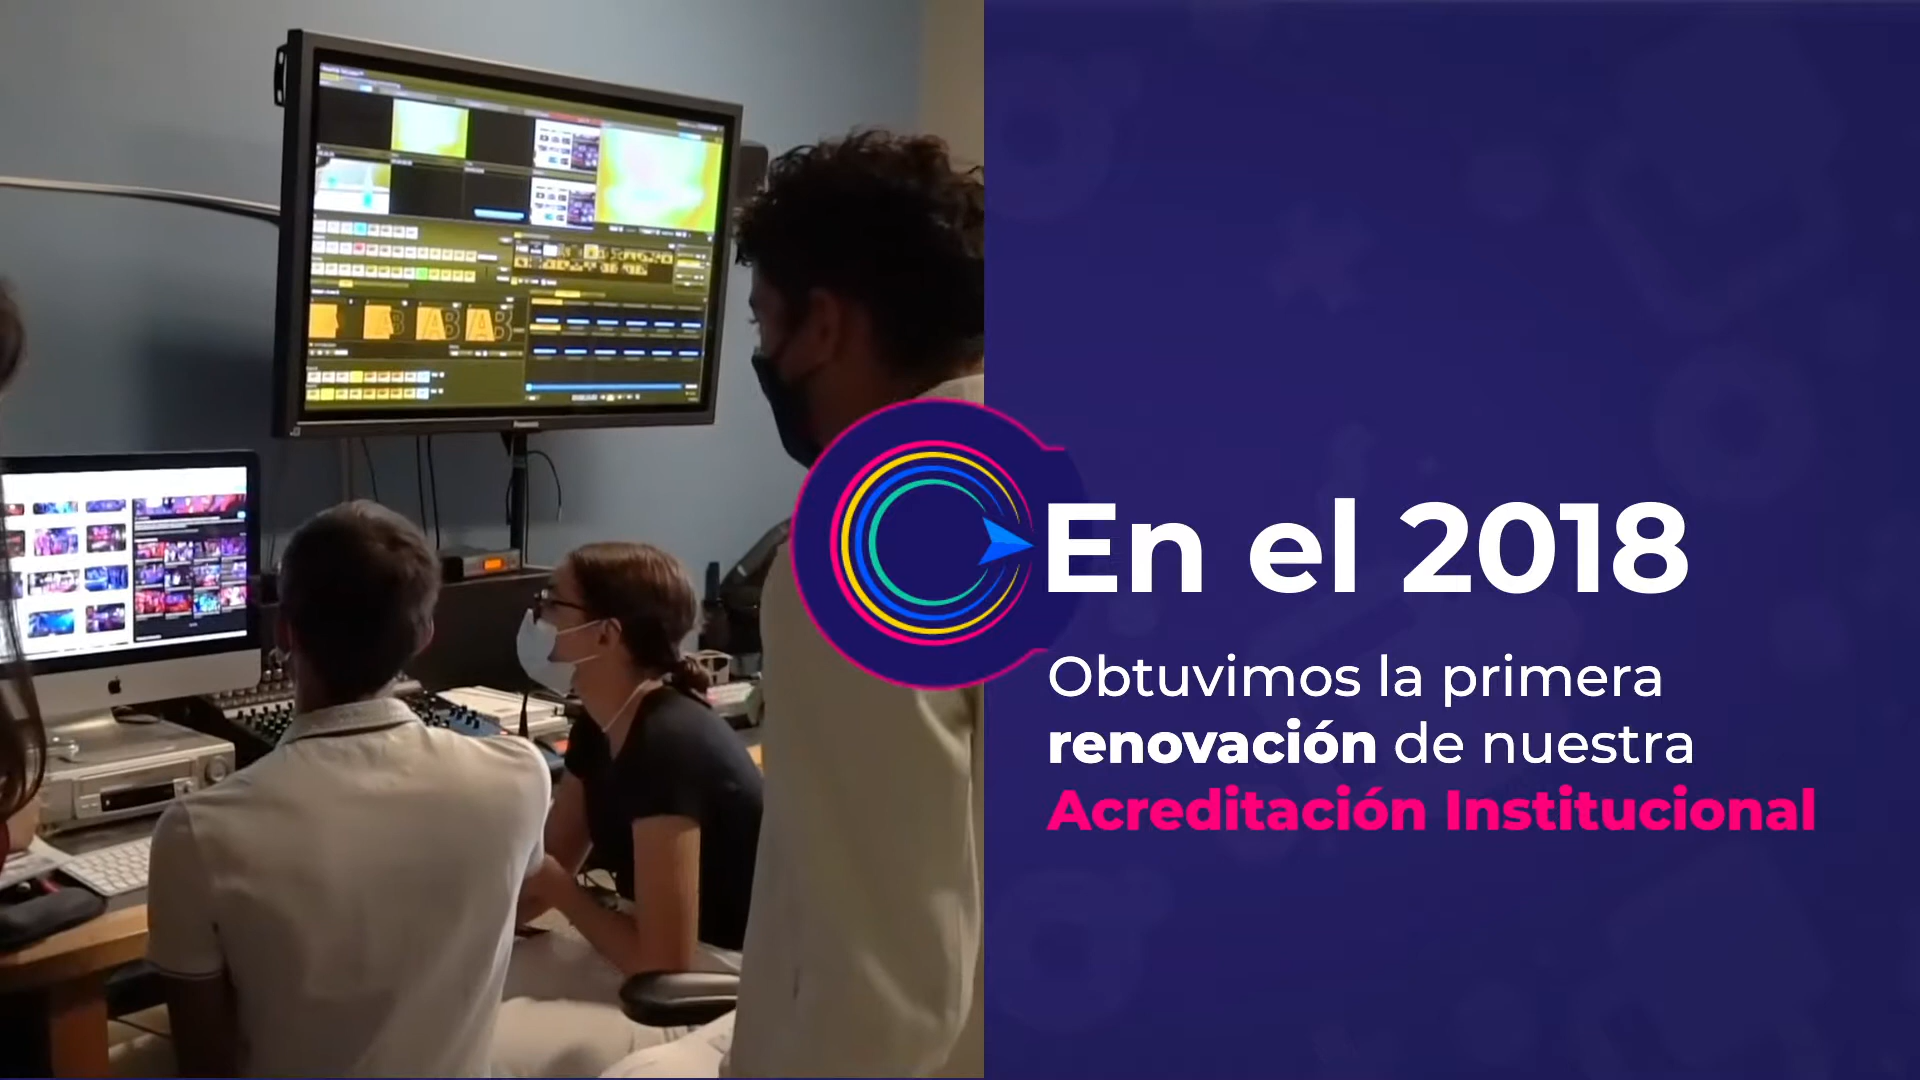 En el 2018
Obtuvimos la primera
renovación de nuestra
Acreditación Institucional